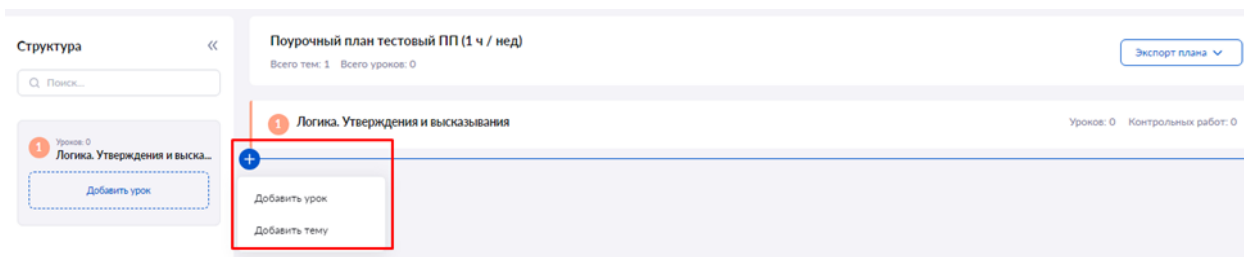 Структура
Поиск...
1
Уроков: 0
Логика. Утверждения и выска...
Добавить урок
Поурочный план тестовый ПП (1 ч / нед)
Всего тем: 1 Всего уроков: 0
Экспорт плана
1 Логика. Утверждения и высказывания
Уроков: 0 Контрольных работ: 0
Добавить урок
Добавить тему